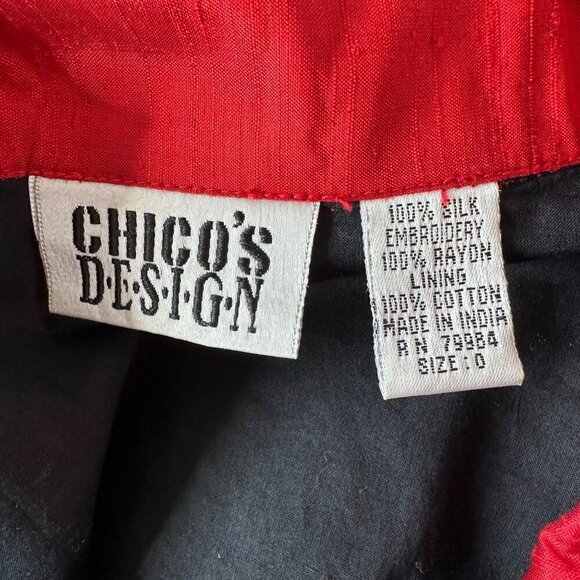 CHICO'S
D·E·S·I·G·N
100% SILK
EMBROIDERY
100% RAYON
LINING
100% COTTON
MADE IN INDIA
RN 79984
SIZE: 0